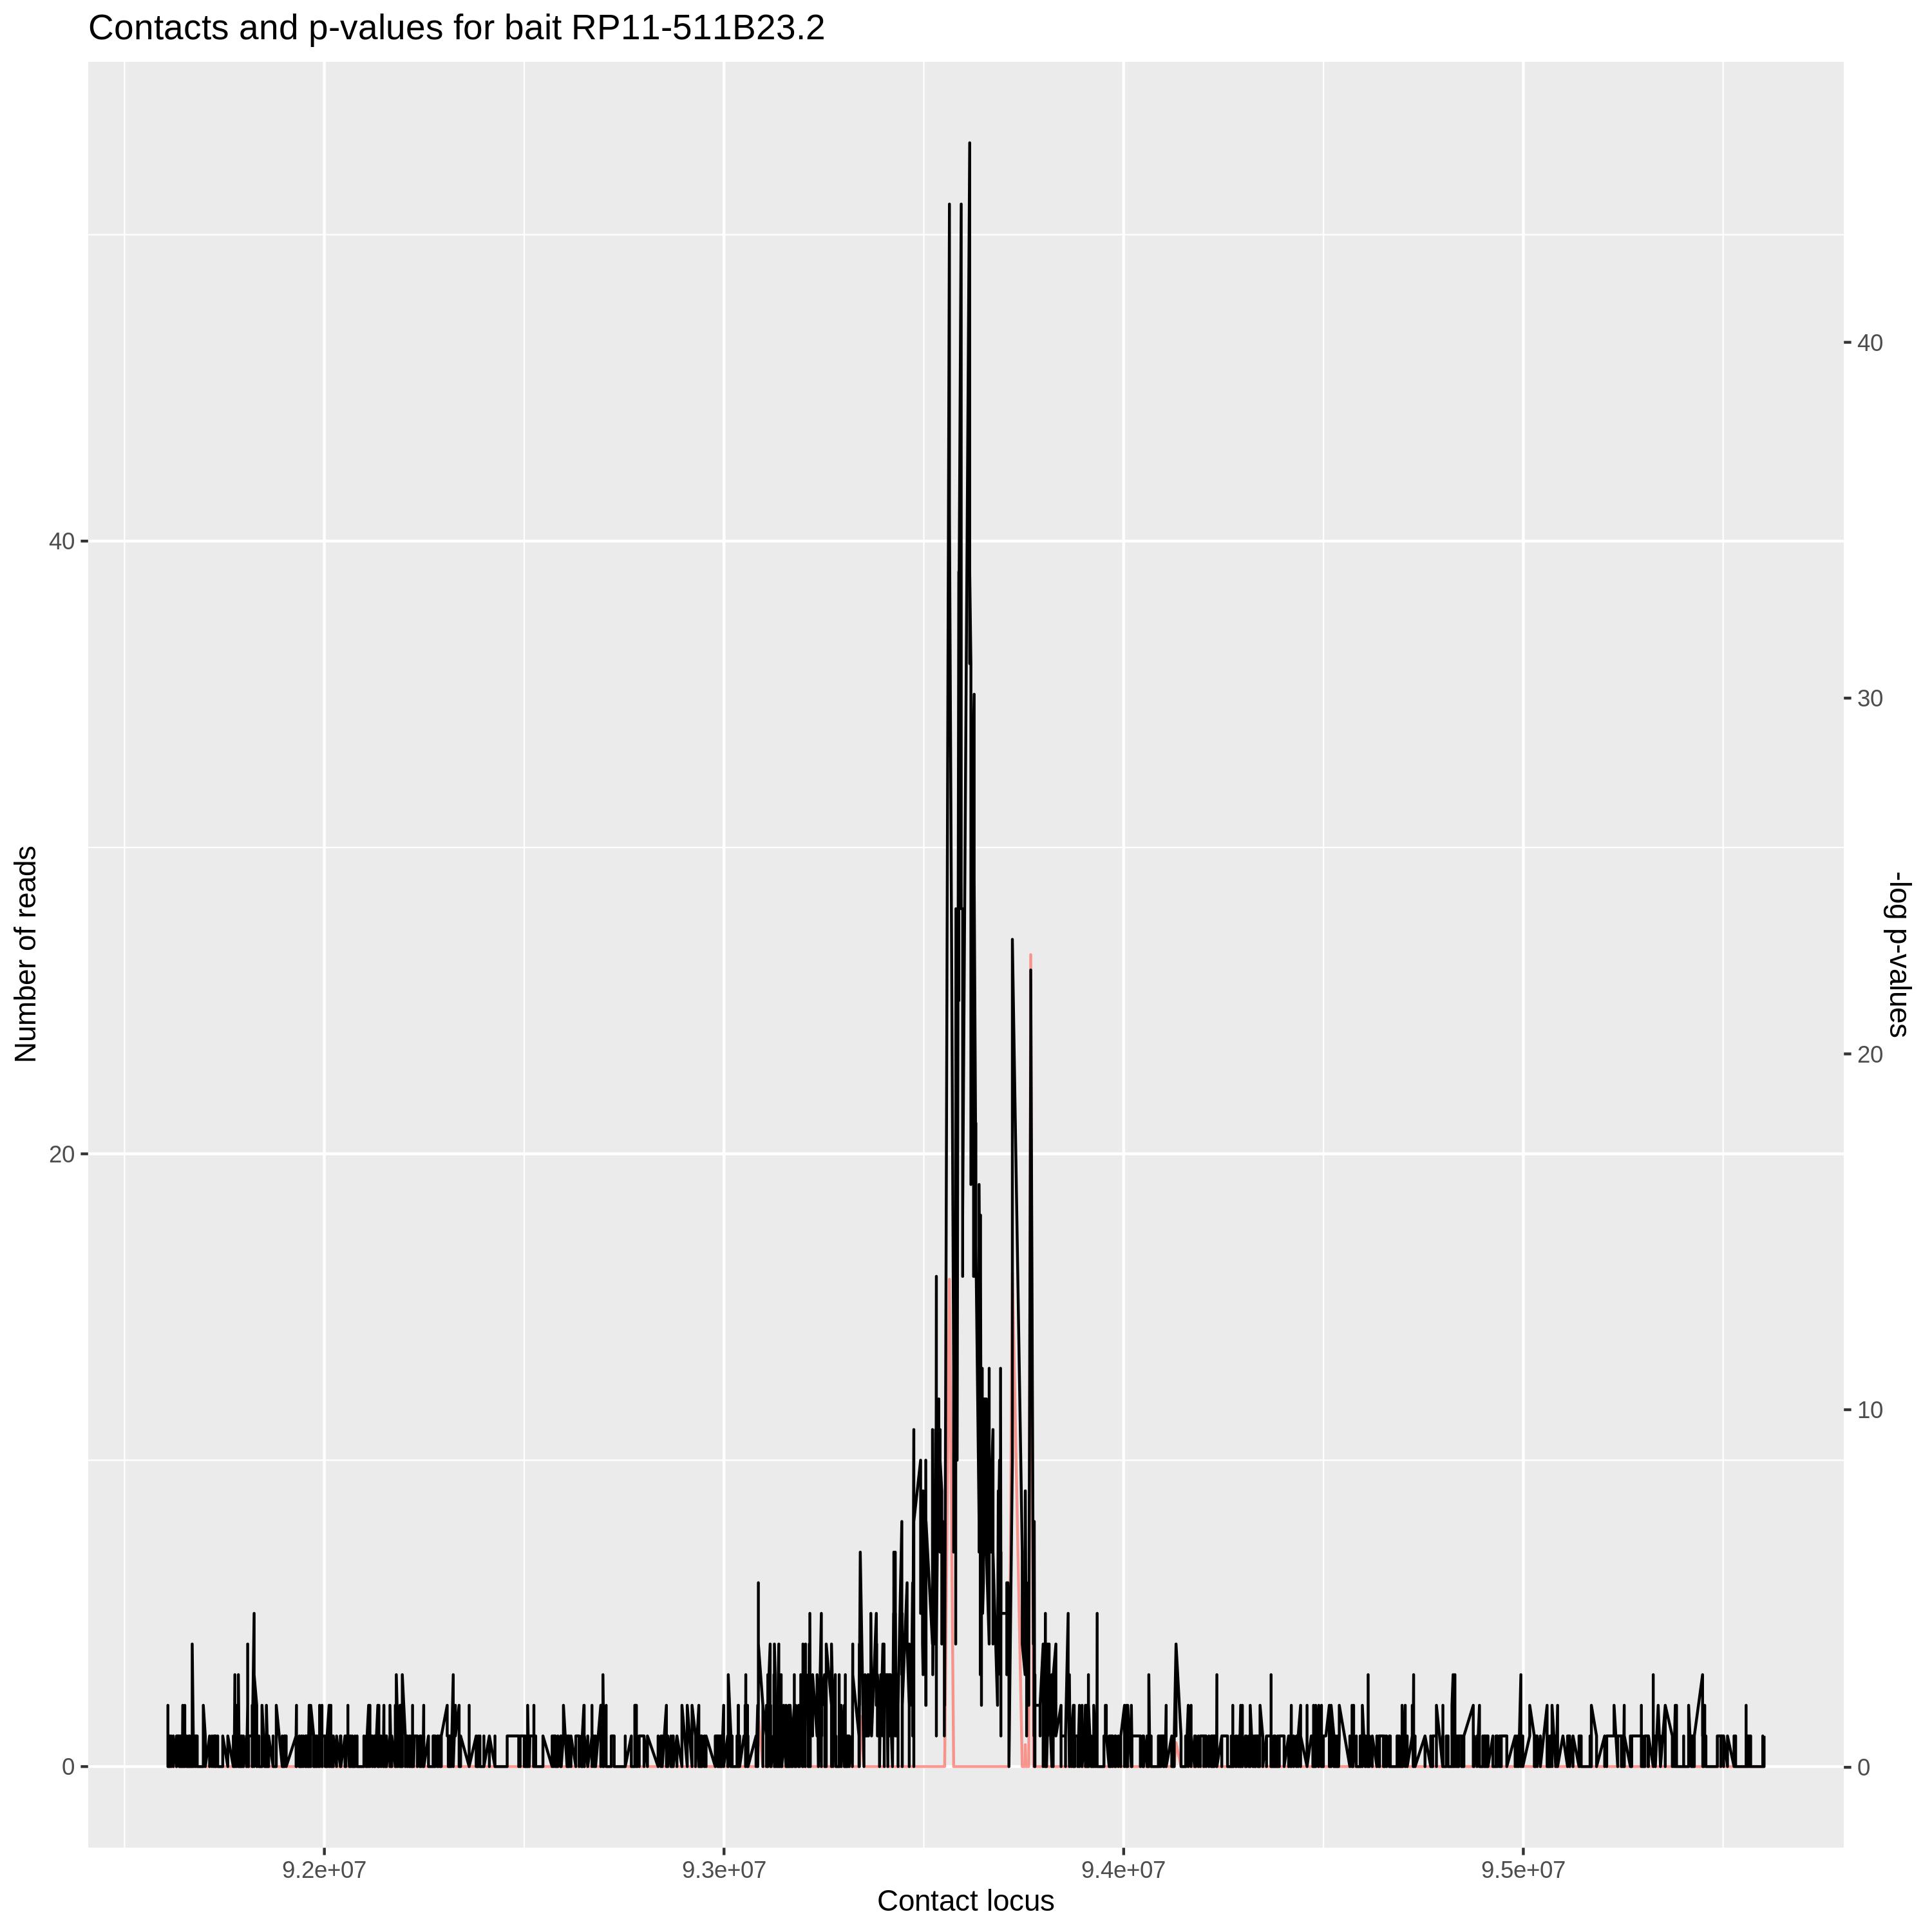 Contacts and p-values for bait RP11-511B23.2
40
20
0
Number of reads
40
30
20
10
0
-log p-values
9.2e+07
9.3e+07
9.4e+07
9.5e+07
Contact locus